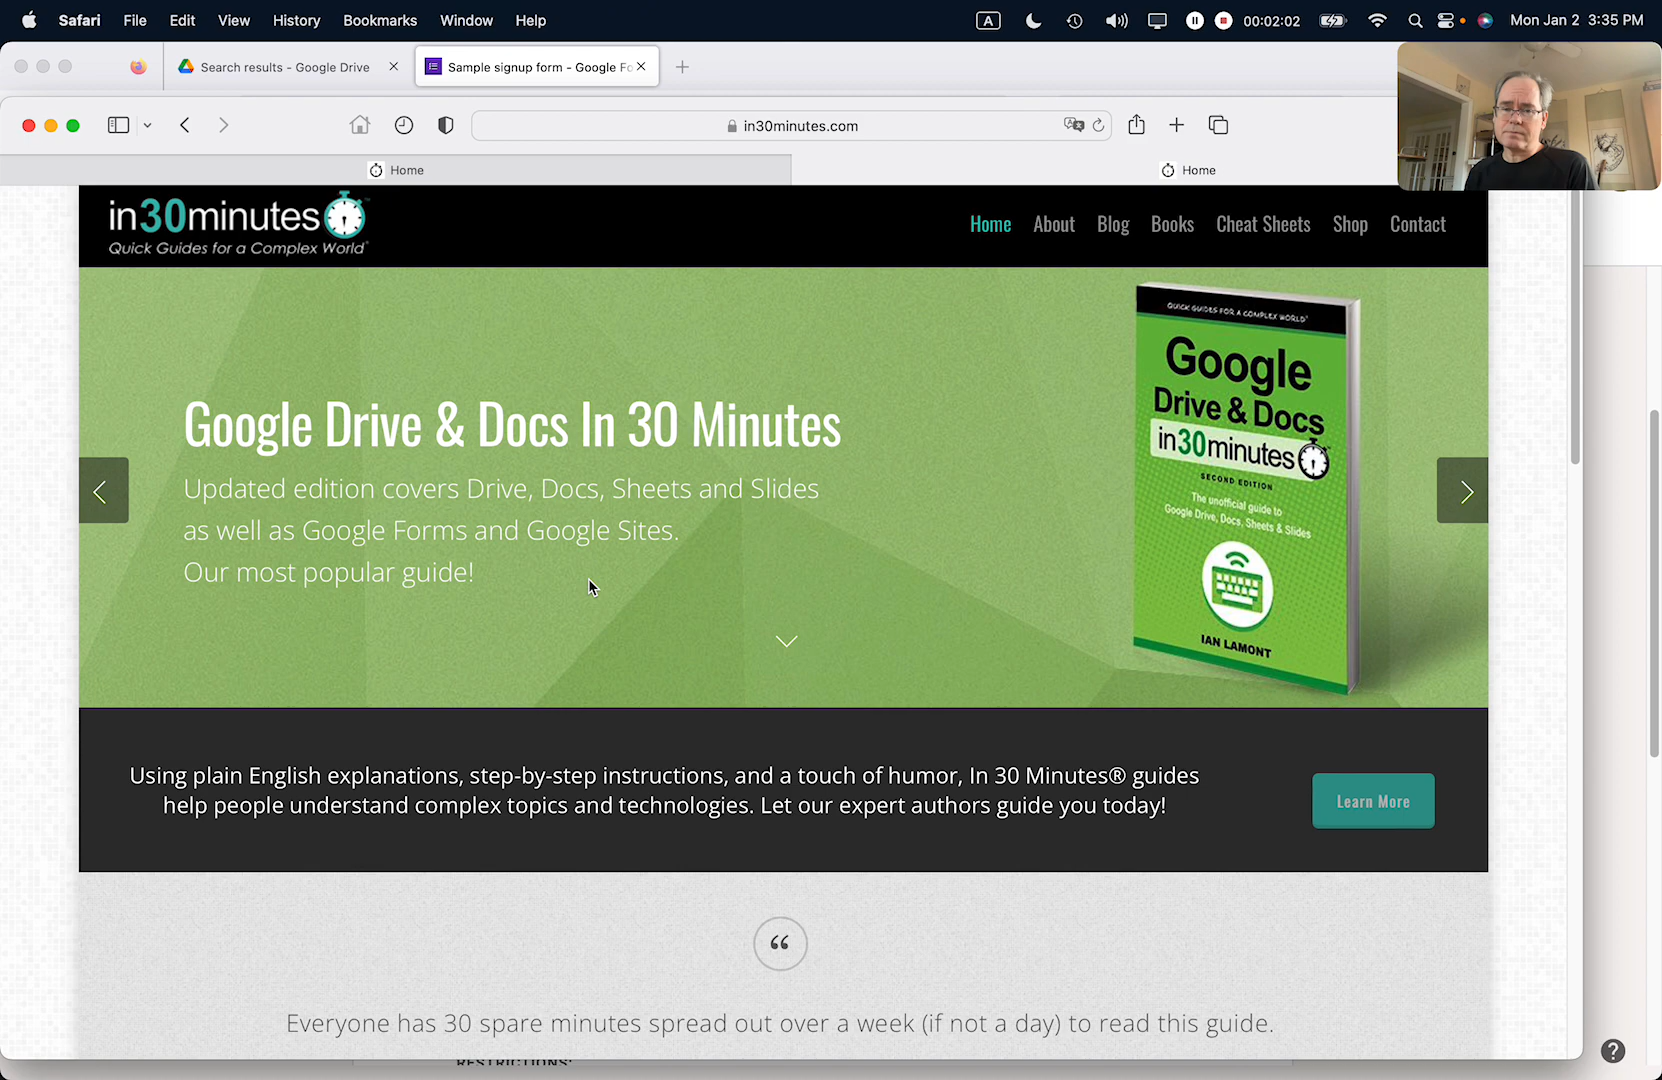 Safari File Edit View History Bookmarks Window Help A 00:02:02 Mon Jan 2 3:35 PM
Search results - Google Drive Sample signup form - Google Fo
in30minutes.com
Home Home
in30minutes
Quick Guides for a Complex World™
Home About Blog Books Cheat Sheets Shop Contact
Google Drive & Docs In 30 Minutes
Updated edition covers Drive, Docs, Sheets and Slides
as well as Google Forms and Google Sites.
Our most popular guide!
QUICK GUIDES FOR A COMPLEX WORLD™
Google
Drive & Docs
in30minutes
SECOND EDITION
The unofficial guide to
Google Drive, Docs, Sheets & Slides
IAN LAMONT
Using plain English explanations, step-by-step instructions, and a touch of humor, In 30 Minutes® guides
help people understand complex topics and technologies. Let our expert authors guide you today!
Learn More
“
Everyone has 30 spare minutes spread out over a week (if not a day) to read this guide.
RESTRICTIONS:
?